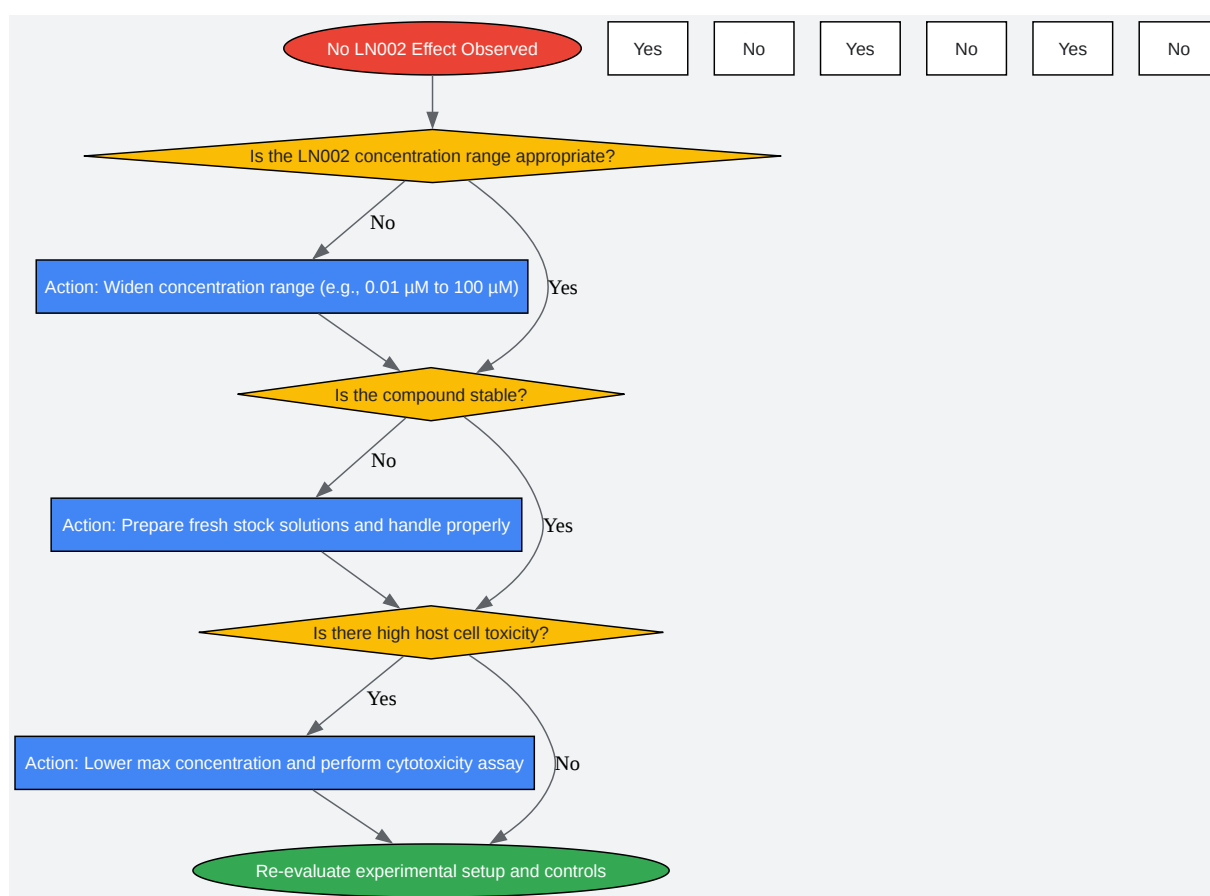 No LN002 Effect Observed
Yes
No
Yes
No
Yes
No
Is the LN002 concentration range appropriate?
No
Action: Widen concentration range (e.g., 0.01 µM to 100 µM)
Yes
Is the compound stable?
No
Action: Prepare fresh stock solutions and handle properly
Yes
Is there high host cell toxicity?
Yes
Action: Lower max concentration and perform cytotoxicity assay
No
Re-evaluate experimental setup and controls